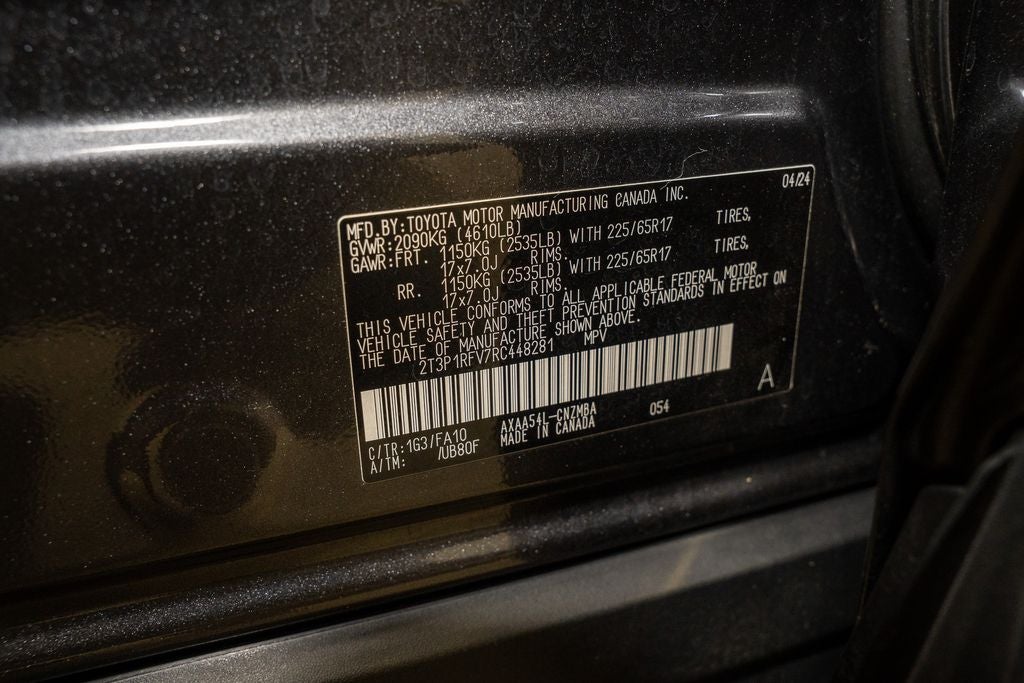 04/24
MFD.BY:TOYOTA MOTOR MANUFACTURING CANADA INC.
GVWR:2090KG (4610LB)
GAWR:FRT. 1150KG (2535LB) WITH 225/65R17 TIRES,
17x7.0J RIMS.
RR. 1150KG (2535LB) WITH 225/65R17 TIRES,
17x7.0J RIMS.
THIS VEHICLE CONFORMS TO ALL APPLICABLE FEDERAL MOTOR
VEHICLE SAFETY AND THEFT PREVENTION STANDARDS IN EFFECT ON
THE DATE OF MANUFACTURE SHOWN ABOVE.
2T3P1RFV7RC448281 MPV
A
C/TR:1G3/FA10 AXAA54L-CNZMBA 054
A/TM: /UB80F MADE IN CANADA